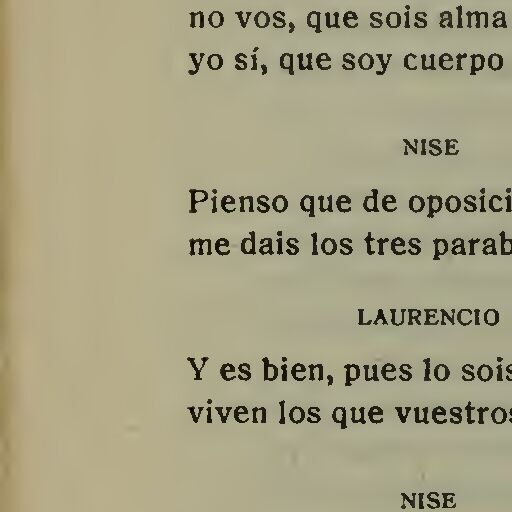 no vos, que sois alma
yo sí, que soy cuerpo
NISE
Pienso que de oposici
me dais los tres parab
LAURENCIO
Y es bien, pues lo sois
viven los que vuestros
NISE